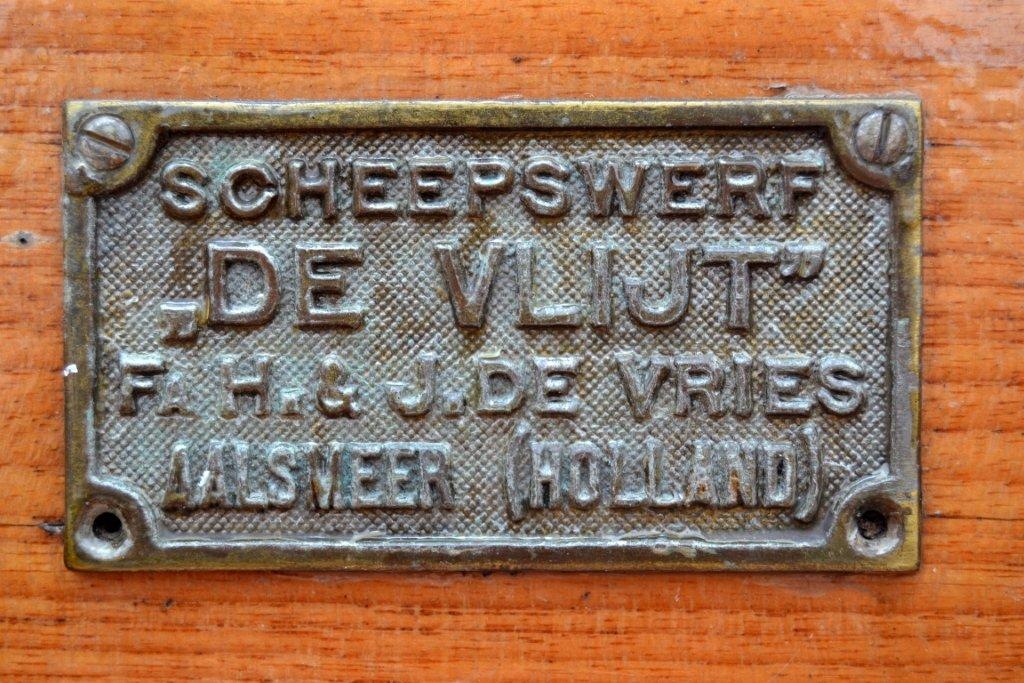 SCHEEPSWERF
„DE VLIJT”
FA H. & J. DE VRIES
AALSMEER (HOLLAND)